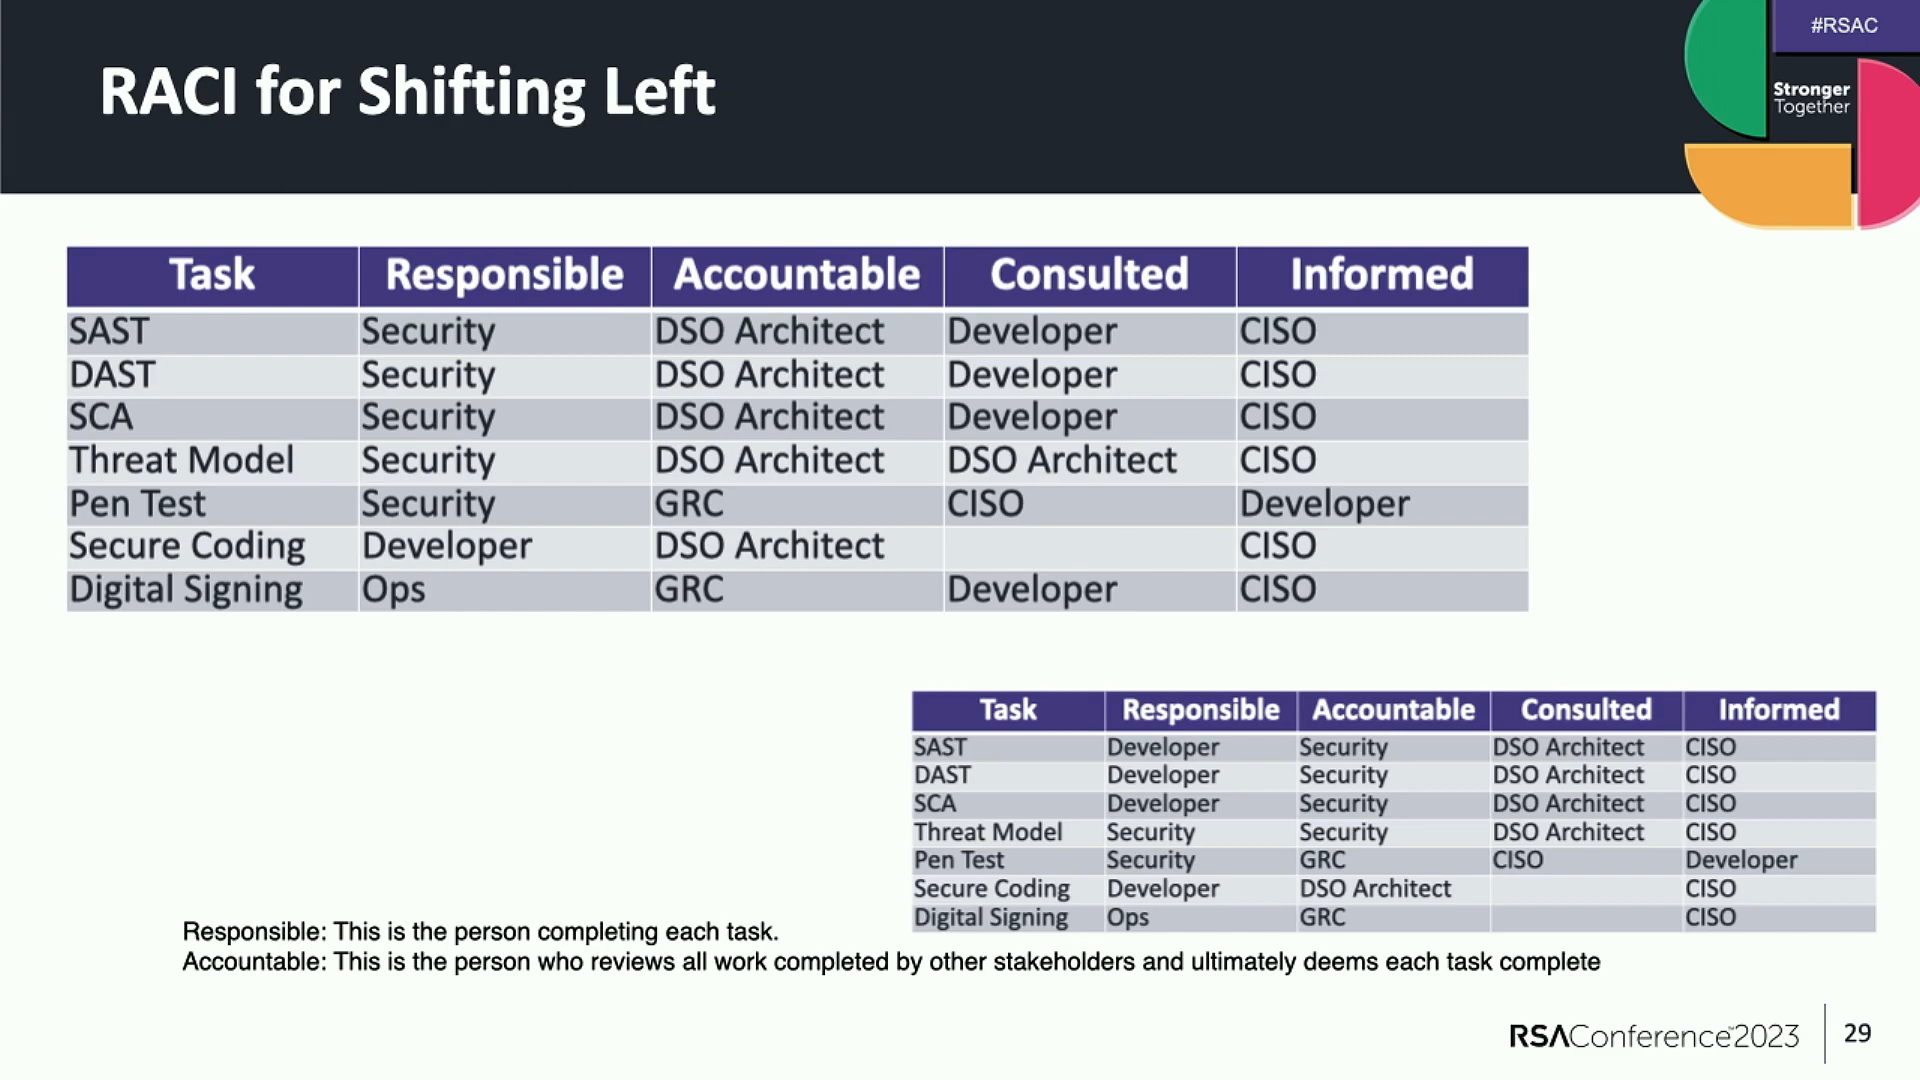 #RSAC
RACI for Shifting Left
Stronger
Together
Task Responsible Accountable Consulted Informed
SAST Security DSO Architect Developer CISO
DAST Security DSO Architect Developer CISO
SCA Security DSO Architect Developer CISO
Threat Model Security DSO Architect DSO Architect CISO
Pen Test Security GRC CISO Developer
Secure Coding Developer DSO Architect CISO
Digital Signing Ops GRC Developer CISO
Task Responsible Accountable Consulted Informed
SAST Developer Security DSO Architect CISO
DAST Developer Security DSO Architect CISO
SCA Developer Security DSO Architect CISO
Threat Model Security Security DSO Architect CISO
Pen Test Security GRC CISO Developer
Secure Coding Developer DSO Architect CISO
Digital Signing Ops GRC CISO
Responsible: This is the person completing each task.
Accountable: This is the person who reviews all work completed by other stakeholders and ultimately deems each task complete
RSAConference™2023 29